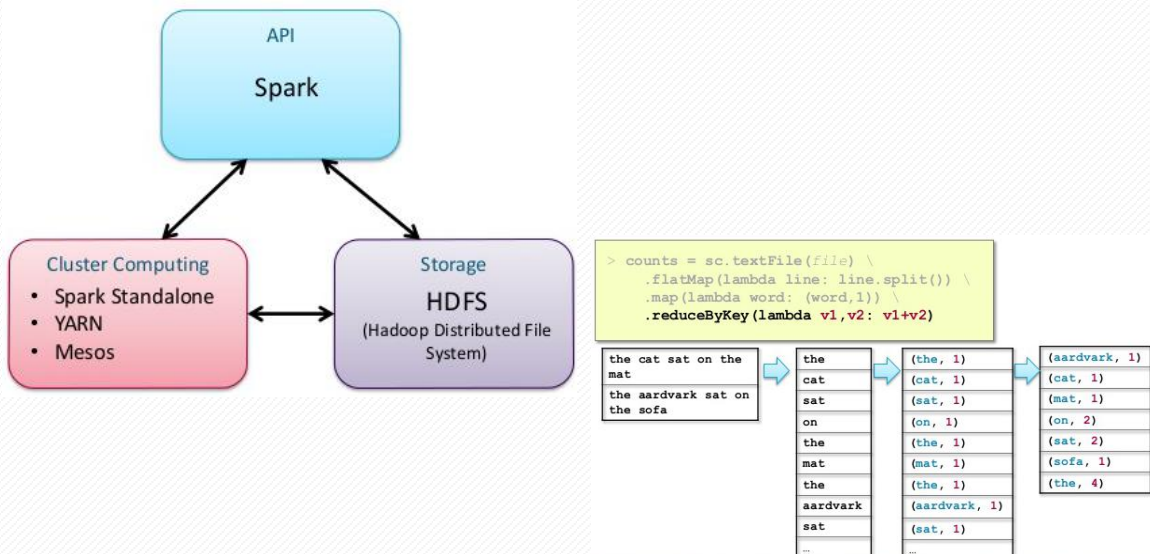 API
Spark
Cluster Computing
• Spark Standalone
• YARN
• Mesos
Storage
HDFS
(Hadoop Distributed File
System)
> counts = sc.textFile(file) \
.flatMap(lambda line: line.split()) \
.map(lambda word: (word,1)) \
.reduceByKey(lambda v1,v2: v1+v2)
the cat sat on the
mat
the aardvark sat on
the sofa
the
cat
sat
on
the
mat
the
aardvark
sat
…
(the, 1)
(cat, 1)
(sat, 1)
(on, 1)
(the, 1)
(mat, 1)
(the, 1)
(aardvark, 1)
(sat, 1)
…
(aardvark, 1)
(cat, 1)
(mat, 1)
(on, 2)
(sat, 2)
(sofa, 1)
(the, 4)